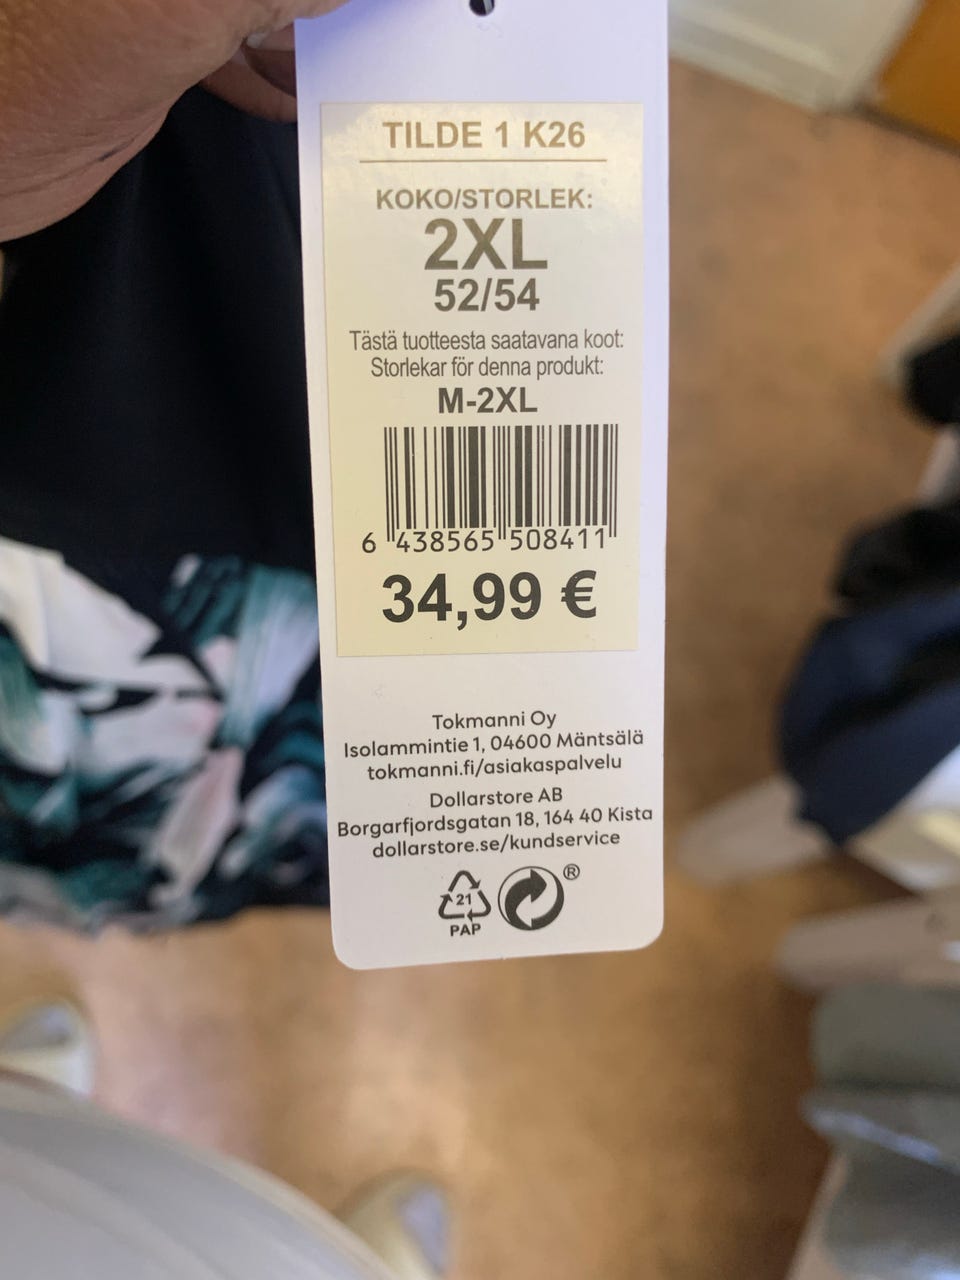 TILDE 1 K26
KOKO/STORLEK:
2XL
52/54
Tästä tuotteesta saatavana koot:
Storlekar för denna produkt:
M-2XL
6 438565 508411
34,99 €
Tokmanni Oy
Isolammintie 1, 04600 Mäntsälä
tokmanni.fi/asiakaspalvelu
Dollarstore AB
Borgarfjordsgatan 18, 164 40 Kista
dollarstore.se/kundservice
21
PAP
®